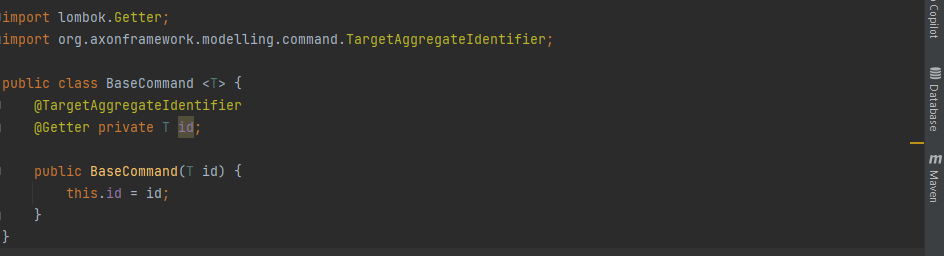 import lombok.Getter;
import org.axonframework.modelling.command.TargetAggregateIdentifier;
public class BaseCommand <T> {
@TargetAggregateIdentifier
@Getter private T id;
public BaseCommand(T id) {
this.id = id;
}
}
Copilot
Database
m
Maven